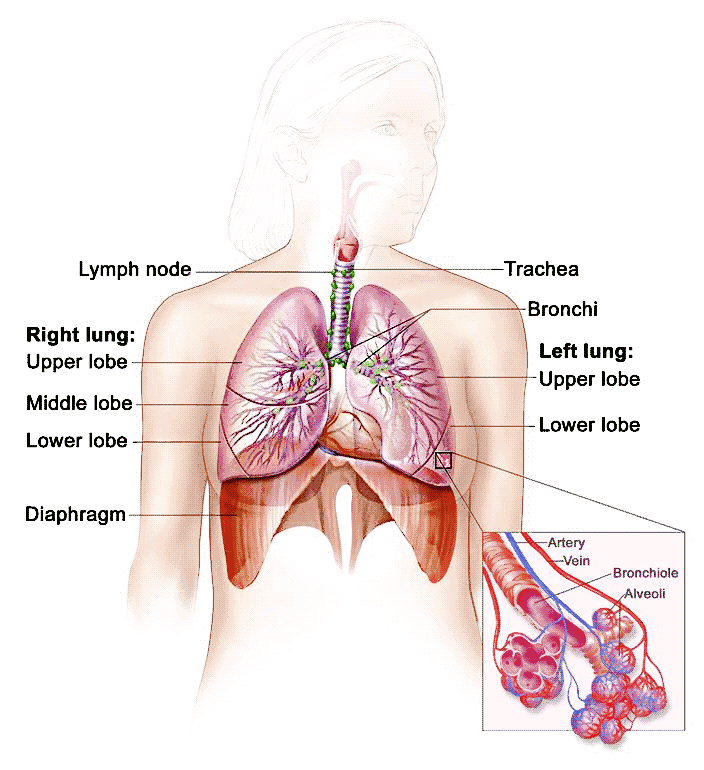 Lymph node
Trachea
Bronchi
Right lung:
Upper lobe
Middle lobe
Lower lobe
Left lung:
Upper lobe
Lower lobe
Diaphragm
Artery
Vein
Bronchiole
Alveoli